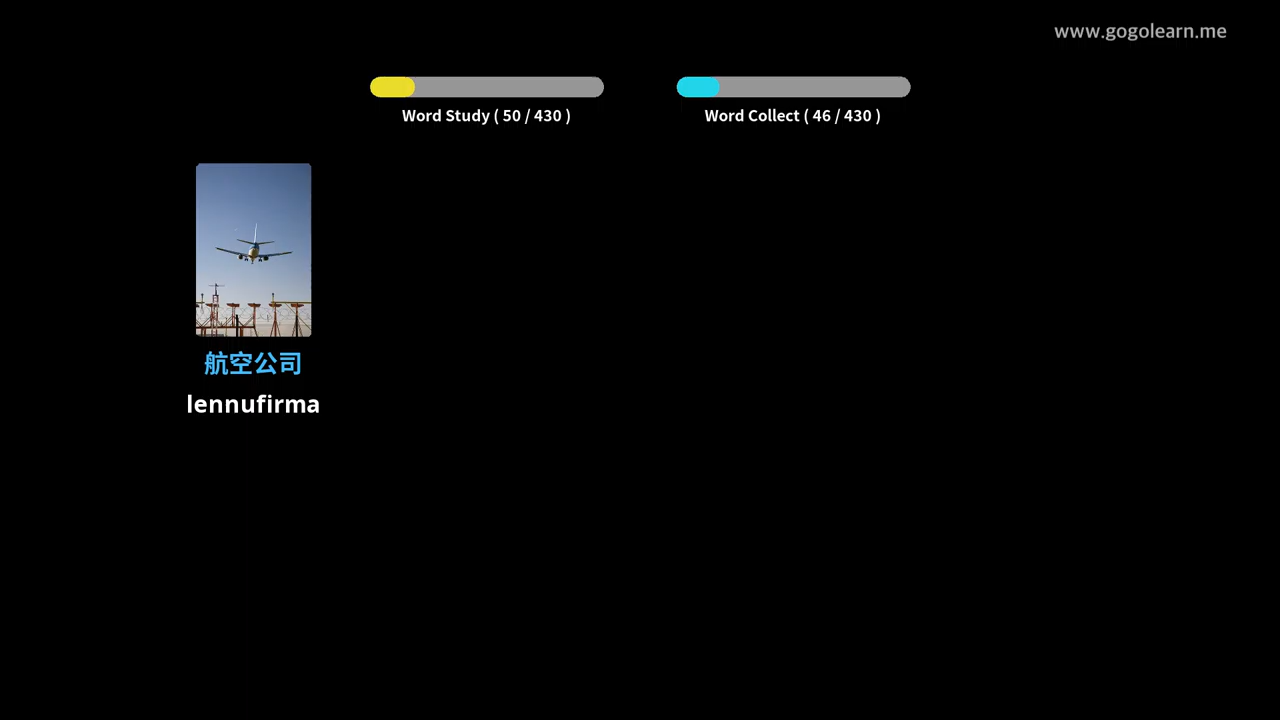 www.gogolearn.me
Word Study ( 50 / 430 )
Word Collect ( 46 / 430 )
航空公司
lennufirma